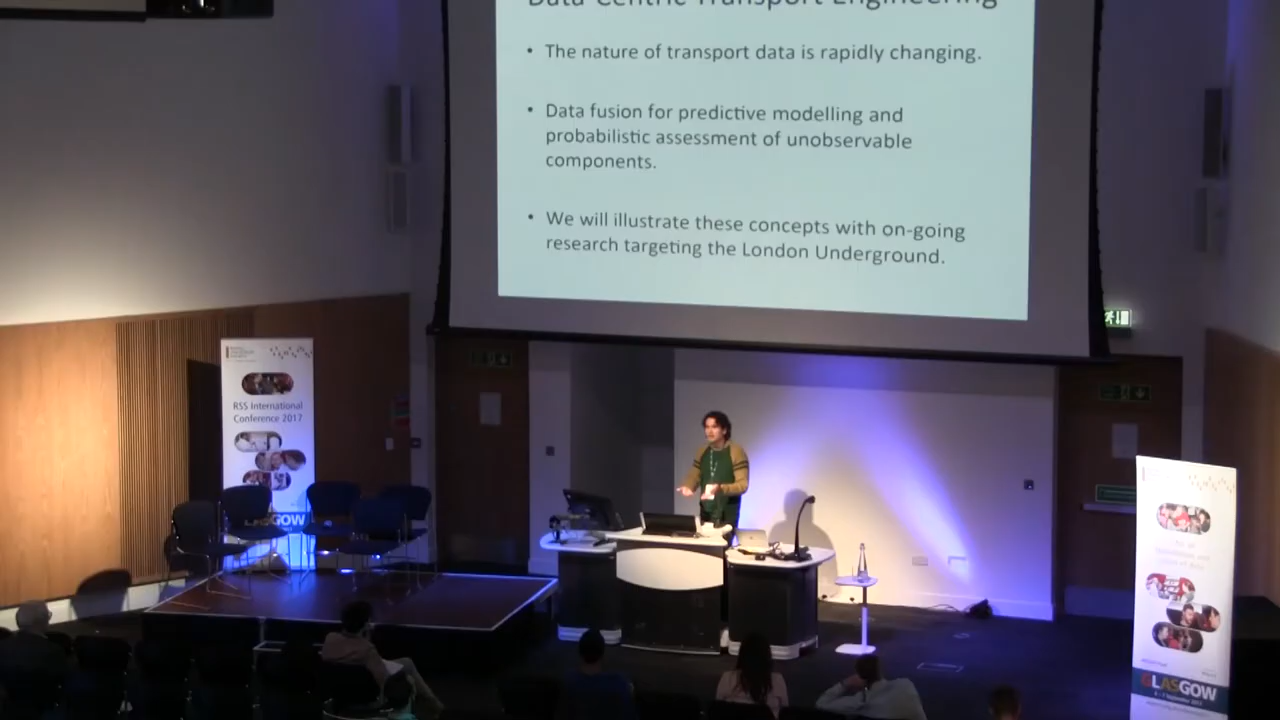 Data-Centric Transport Engineering
• The nature of transport data is rapidly changing.
• Data fusion for predictive modelling and
probabilistic assessment of unobservable
components.
• We will illustrate these concepts with on-going
research targeting the London Underground.
RSS International
Conference 2017
GLASGOW
GLASGOW